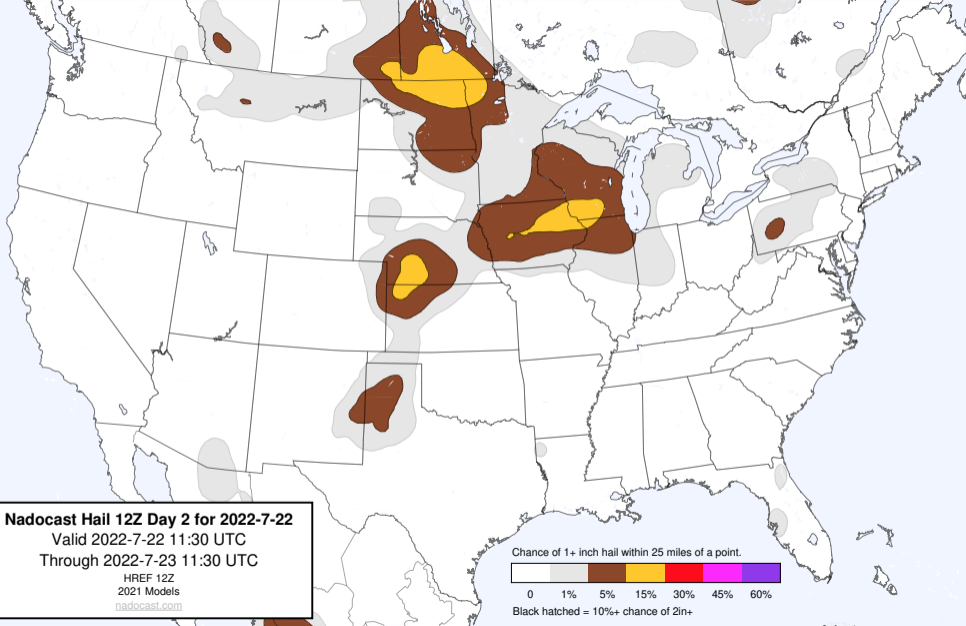 Nadocast Hail 12Z Day 2 for 2022-7-22
Valid 2022-7-22 11:30 UTC
Through 2022-7-23 11:30 UTC
HREF 12Z
2021 Models
nadocast.com
Chance of 1+ inch hail within 25 miles of a point.
0 1% 5% 15% 30% 45% 60%
Black hatched = 10%+ chance of 2in+